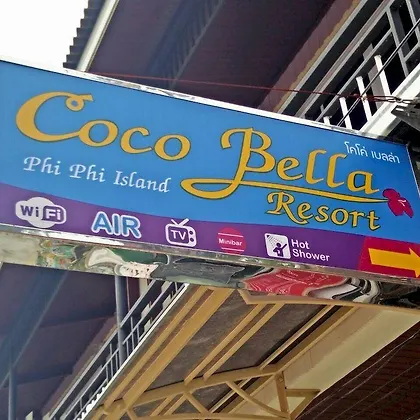 Coco Bella
โคโค่ เบลล่า
Phi Phi Island
Resort
WiFi
AIR
TV
Minibar
Hot
Shower